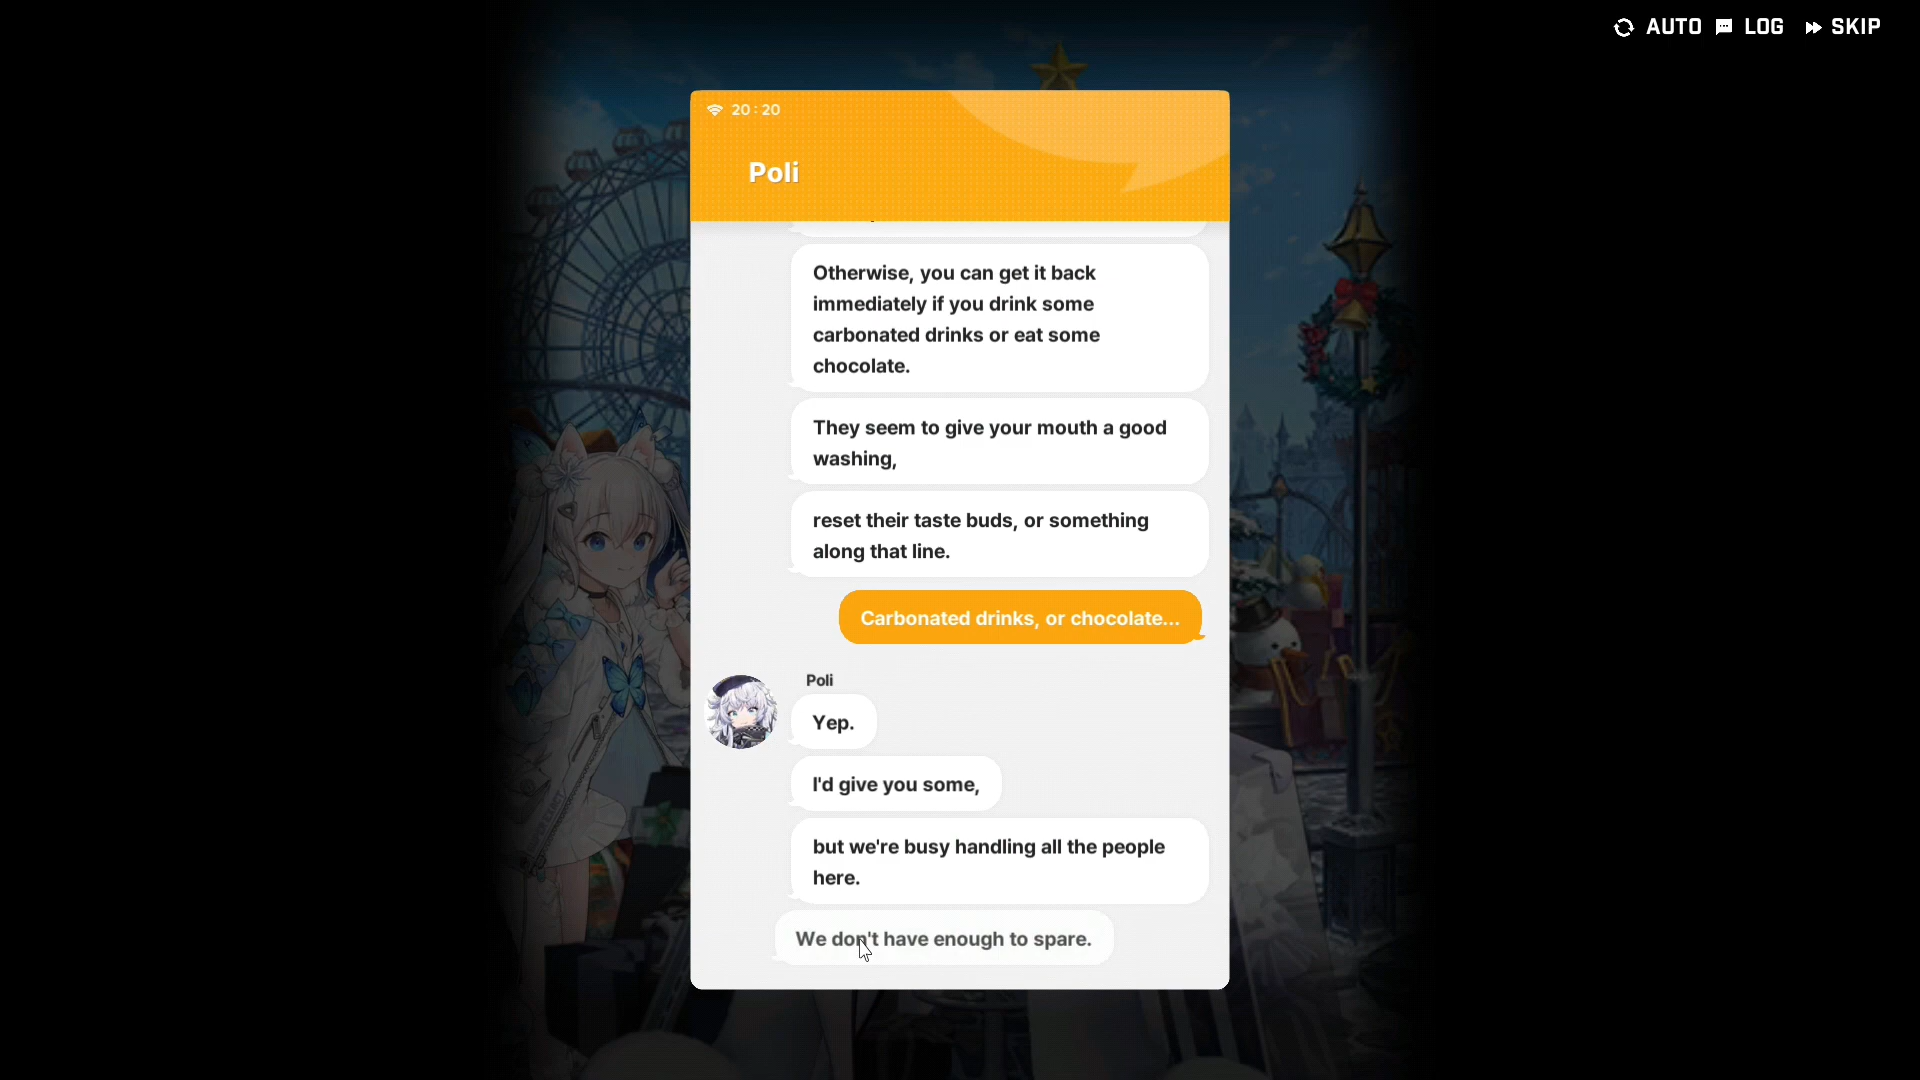 AUTO LOG SKIP
20:20
Poli
Otherwise, you can get it back
immediately if you drink some
carbonated drinks or eat some
chocolate.
They seem to give your mouth a good
washing,
reset their taste buds, or something
along that line.
Carbonated drinks, or chocolate...
Poli
Yep.
I'd give you some,
but we're busy handling all the people
here.
We don't have enough to spare.